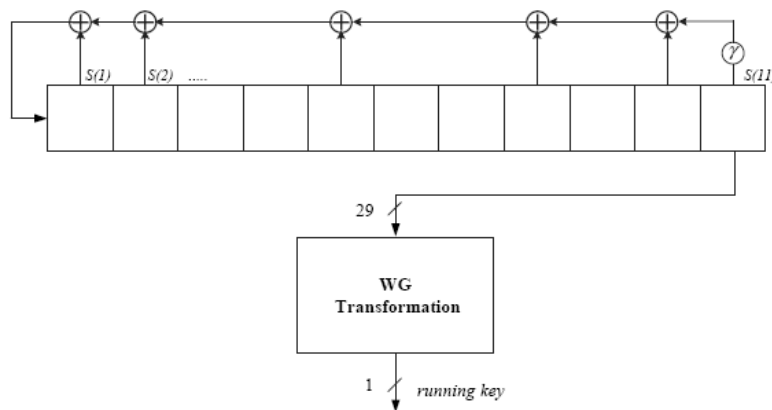 γ
S(1) S(2) ..... S(11)
29
WG
Transformation
1 running key